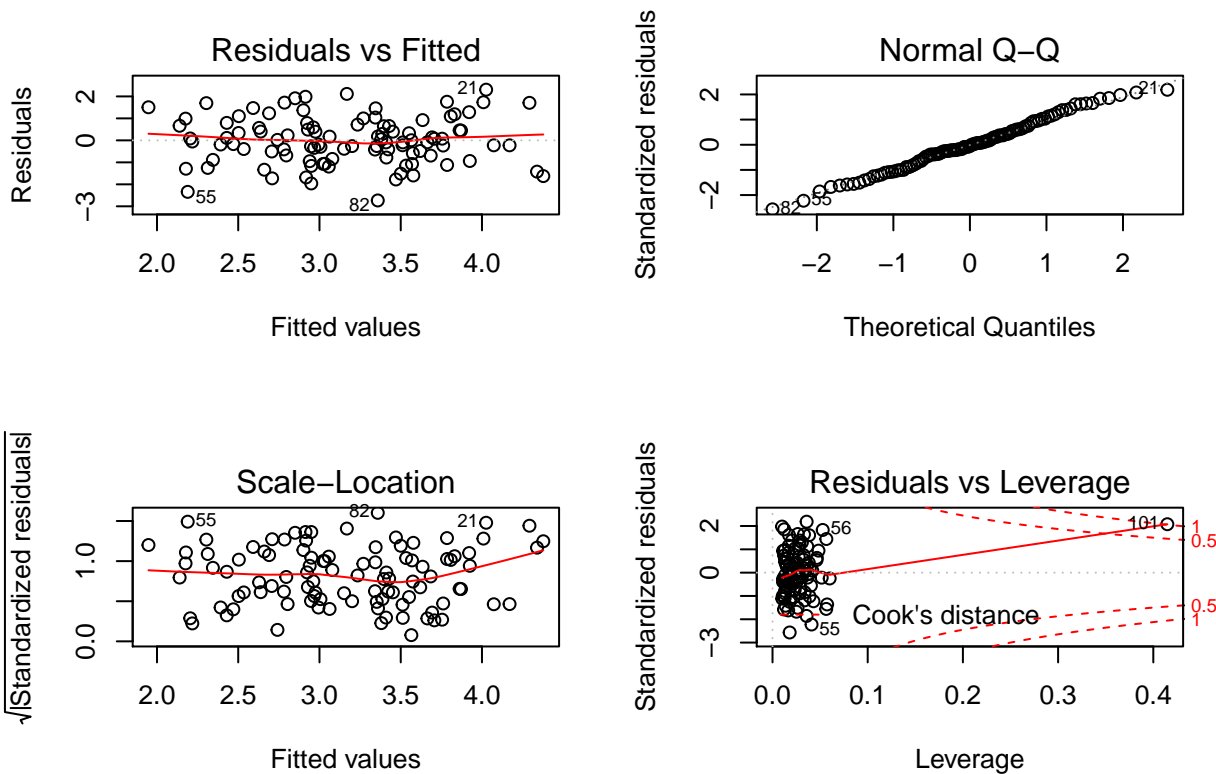 Residuals vs Fitted
Residuals
2
0
−3
21
55
82
2.0 2.5 3.0 3.5 4.0
Fitted values
Normal Q−Q
Standardized residuals
2
0
−2
21
55
82
−2 −1 0 1 2
Theoretical Quantiles
Scale−Location
√|Standardized residuals|
1.0
0.0
55
82
21
2.0 2.5 3.0 3.5 4.0
Fitted values
Residuals vs Leverage
Standardized residuals
2
0
−3
56
101
1
0.5
Cook's distance
55
0.5
1
0.0 0.1 0.2 0.3 0.4
Leverage